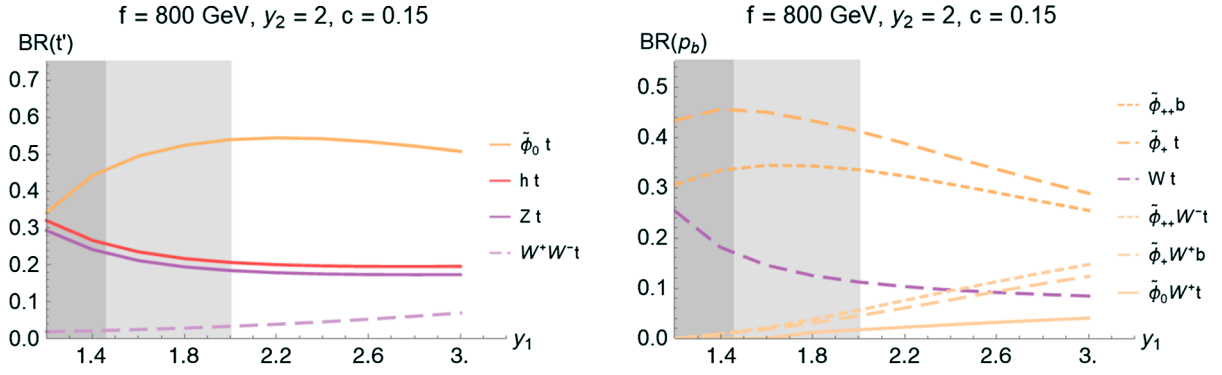 f = 800 GeV, y₂ = 2, c = 0.15
BR(t')
0.7
0.6
0.5
0.4
0.3
0.2
0.1
0.0
1.4 1.8 2.2 2.6 3. y₁
ϕ̃₀ t
h t
Z t
W⁺W⁻t
f = 800 GeV, y₂ = 2, c = 0.15
BR(p_b)
0.5
0.4
0.3
0.2
0.1
0.0
1.4 1.8 2.2 2.6 3. y₁
ϕ̃₊₊b
ϕ̃₊ t
W t
ϕ̃₊₊W⁻t
ϕ̃₊W⁺b
ϕ̃₀W⁺t